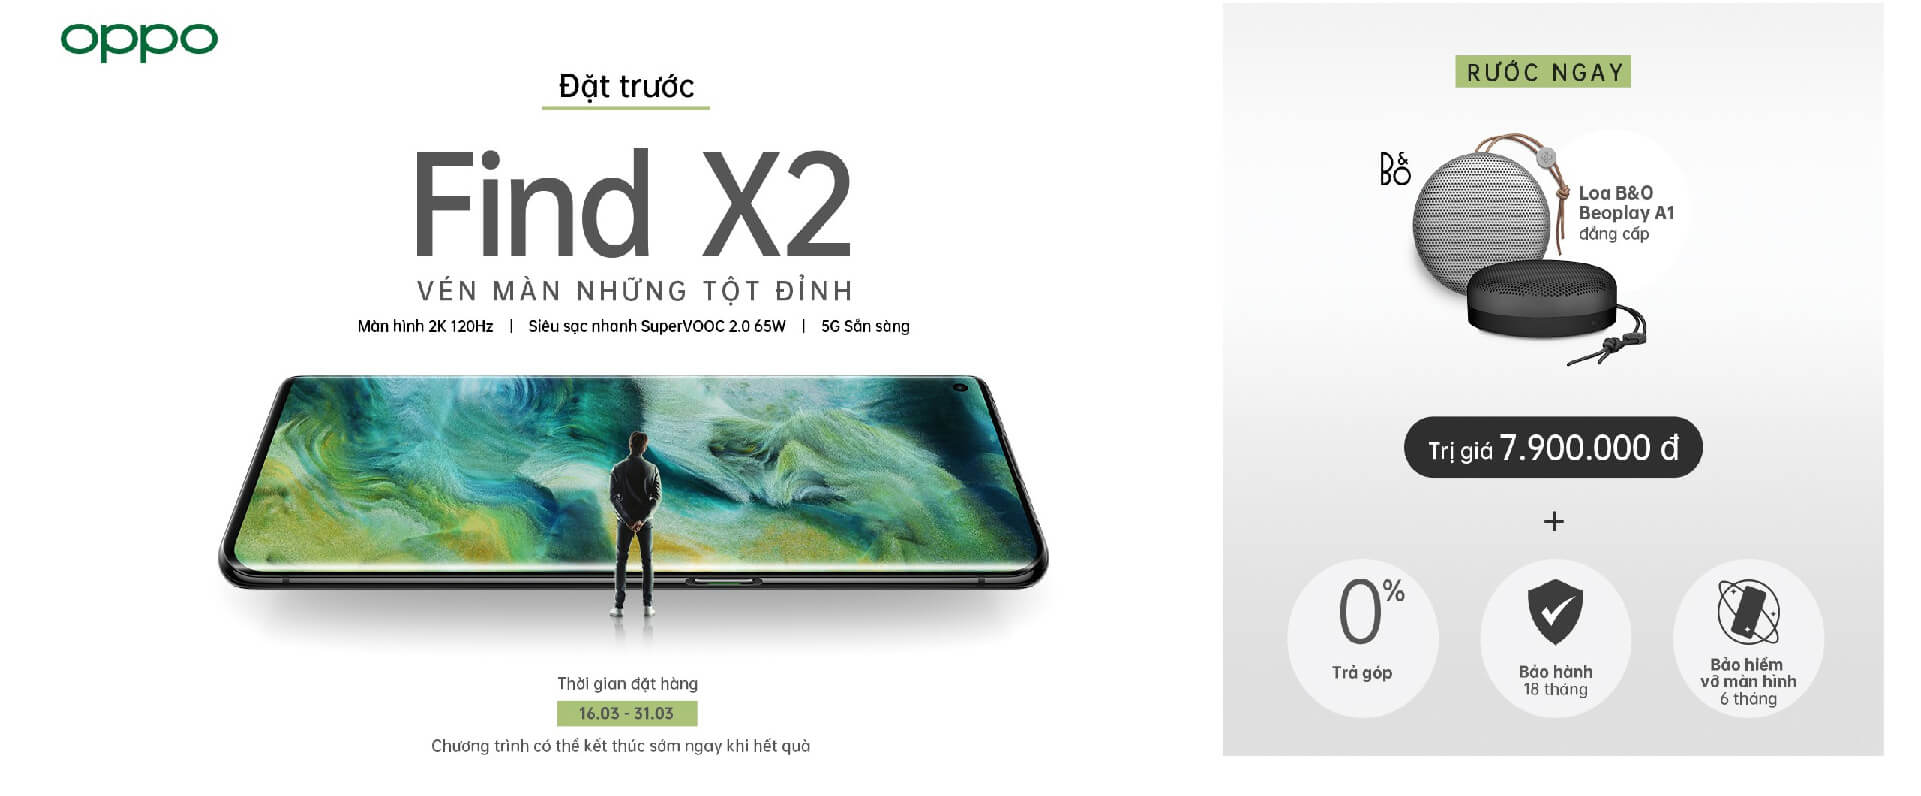 oppo
Đặt trước
Find X2
VÉN MÀN NHỮNG TỘT ĐỈNH
Màn hình 2K 120Hz | Siêu sạc nhanh SuperVOOC 2.0 65W | 5G Sẵn sàng
Thời gian đặt hàng
16.03 - 31.03
Chương trình có thể kết thúc sớm ngay khi hết quà
RƯỚC NGAY
B&O
Loa B&O
Beoplay A1
đẳng cấp
Trị giá 7.900.000 đ
+
0%
Trả góp
Bảo hành
18 tháng
Bảo hiểm
vỡ màn hình
6 tháng